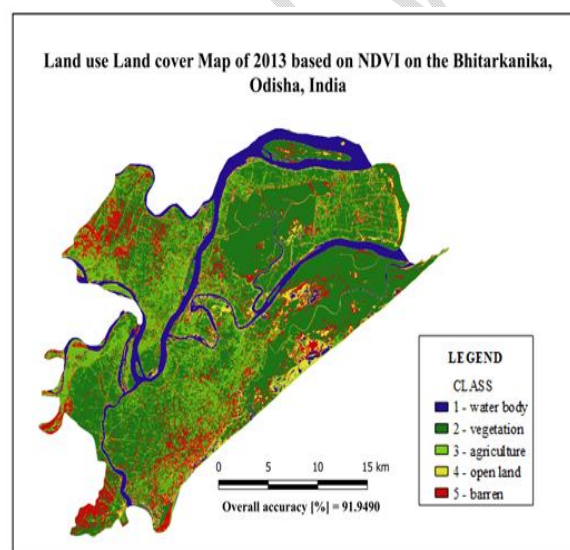 Land use Land cover Map of 2013 based on NDVI on the Bhitarkanika,
Odisha, India
LEGEND
CLASS
1 - water body
2 - vegetation
3 - agriculture
4 - open land
5 - barren
0 5 10 15 km
Overall accuracy [%] = 91.9490